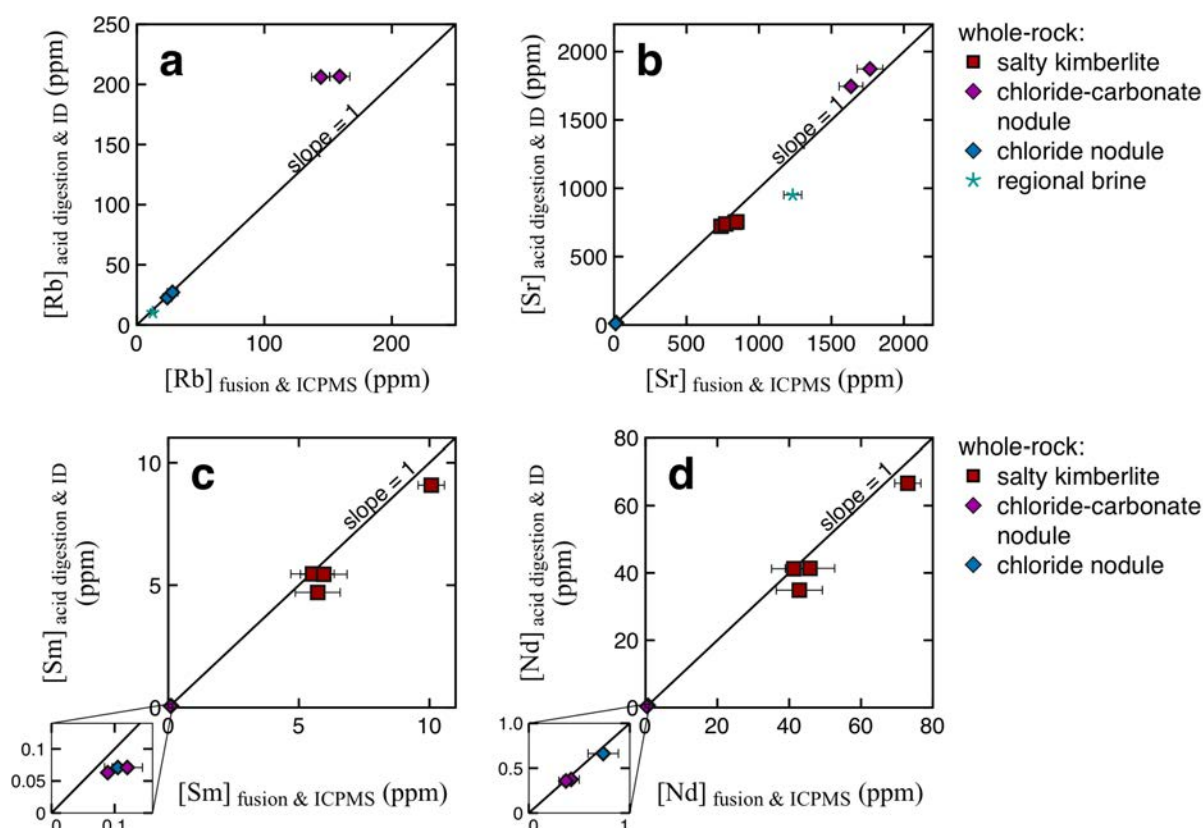 250
200
150
100
50
0
[Rb] acid digestion & ID (ppm)
a
slope = 1
0 100 200
[Rb] fusion & ICPMS (ppm)
2000
1500
1000
500
0
[Sr] acid digestion & ID (ppm)
b
slope = 1
0 500 1000 1500 2000
[Sr] fusion & ICPMS (ppm)
whole-rock:
salty kimberlite
chloride-carbonate
nodule
chloride nodule
regional brine
10
5
0
[Sm] acid digestion & ID
(ppm)
c
slope = 1
0 5 10
0.1
0.05
0
0 0.1
[Sm] fusion & ICPMS (ppm)
80
60
40
20
0
[Nd] acid digestion & ID
(ppm)
d
slope = 1
0 20 40 60 80
1.0
0.5
0
0 1
[Nd] fusion & ICPMS (ppm)
whole-rock:
salty kimberlite
chloride-carbonate
nodule
chloride nodule